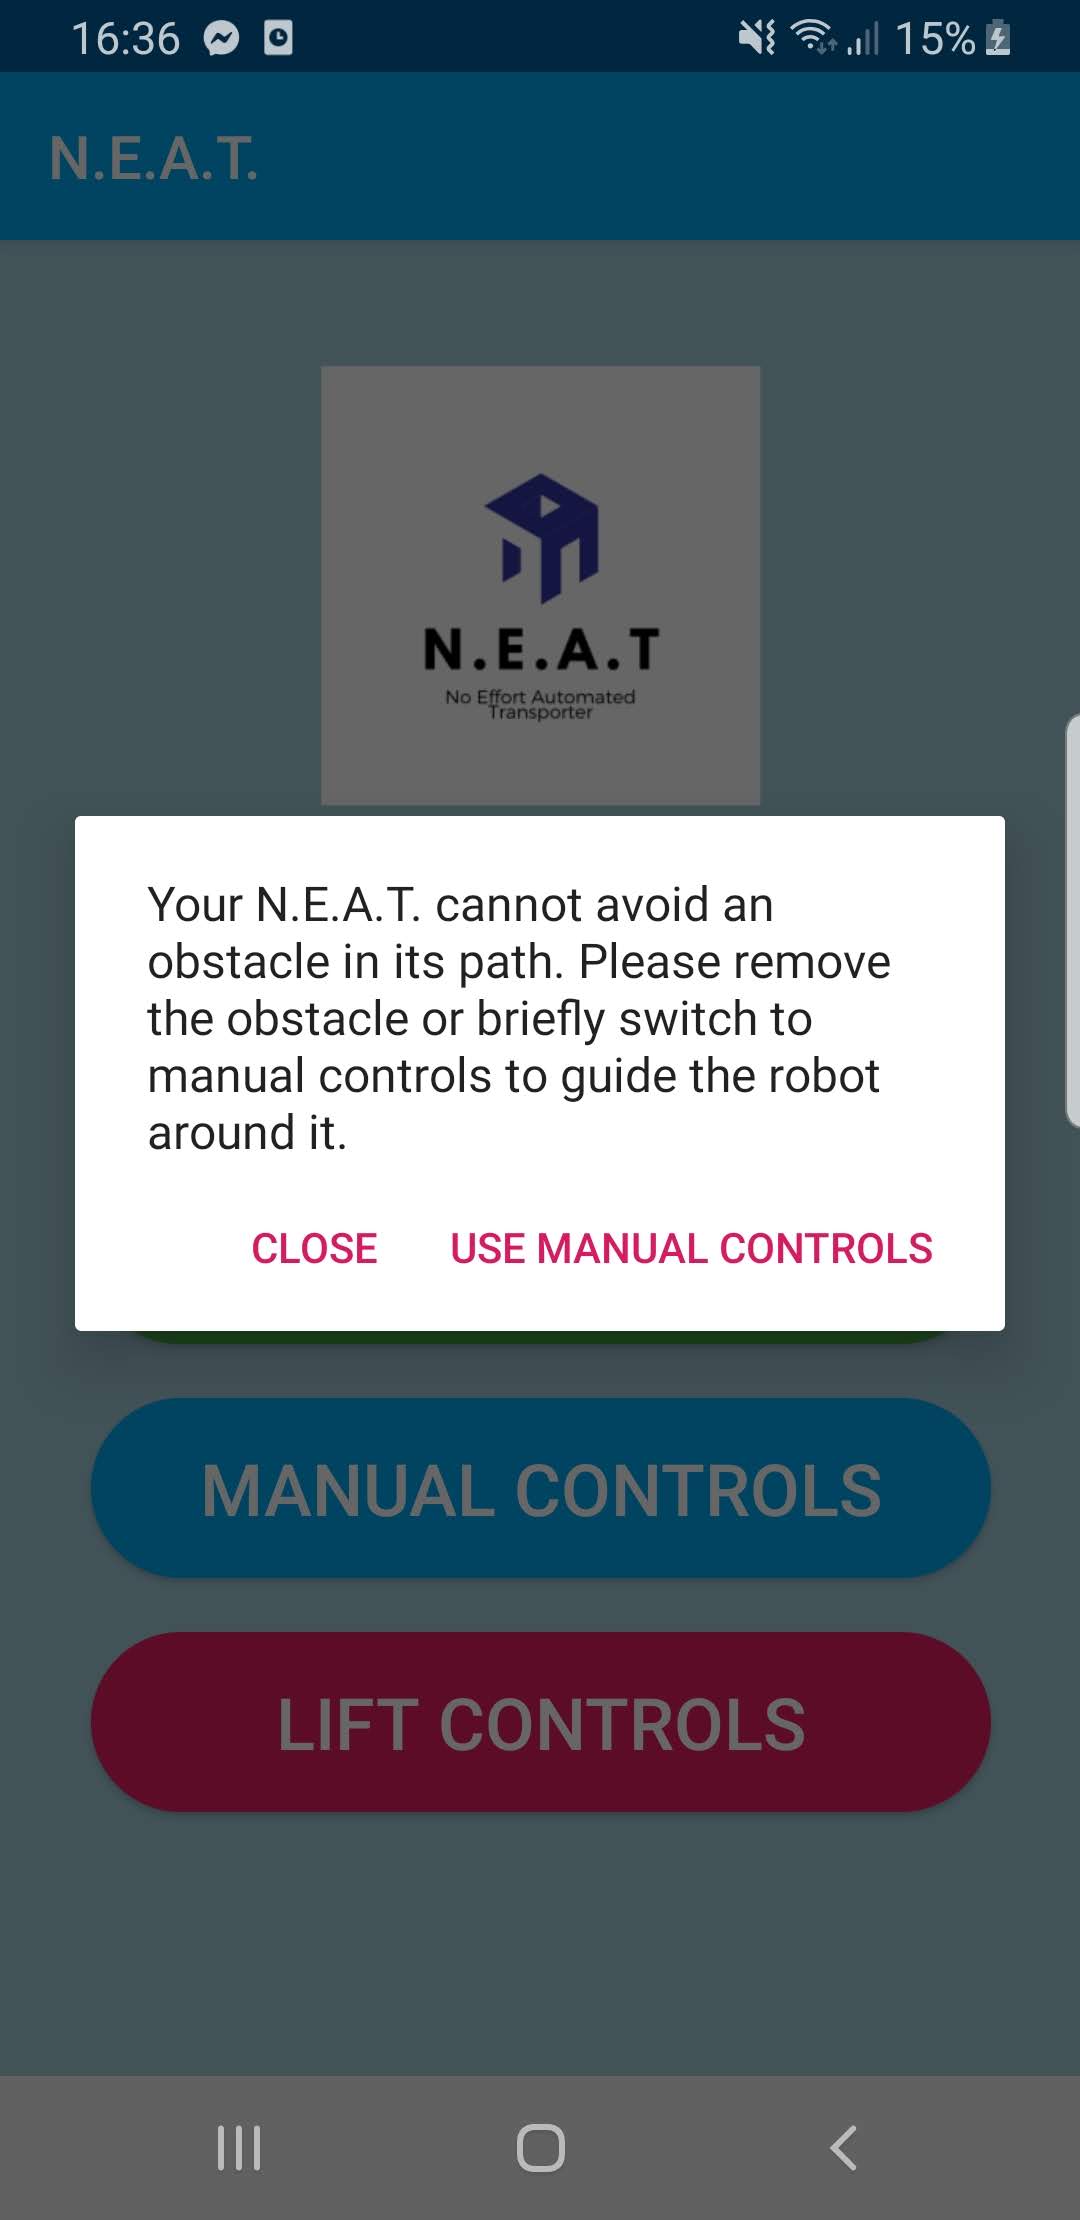 16:36
15%
N.E.A.T.
N.E.A.T
No Effort Automated
Transporter
Your N.E.A.T. cannot avoid an
obstacle in its path. Please remove
the obstacle or briefly switch to
manual controls to guide the robot
around it.
CLOSE USE MANUAL CONTROLS
MANUAL CONTROLS
LIFT CONTROLS